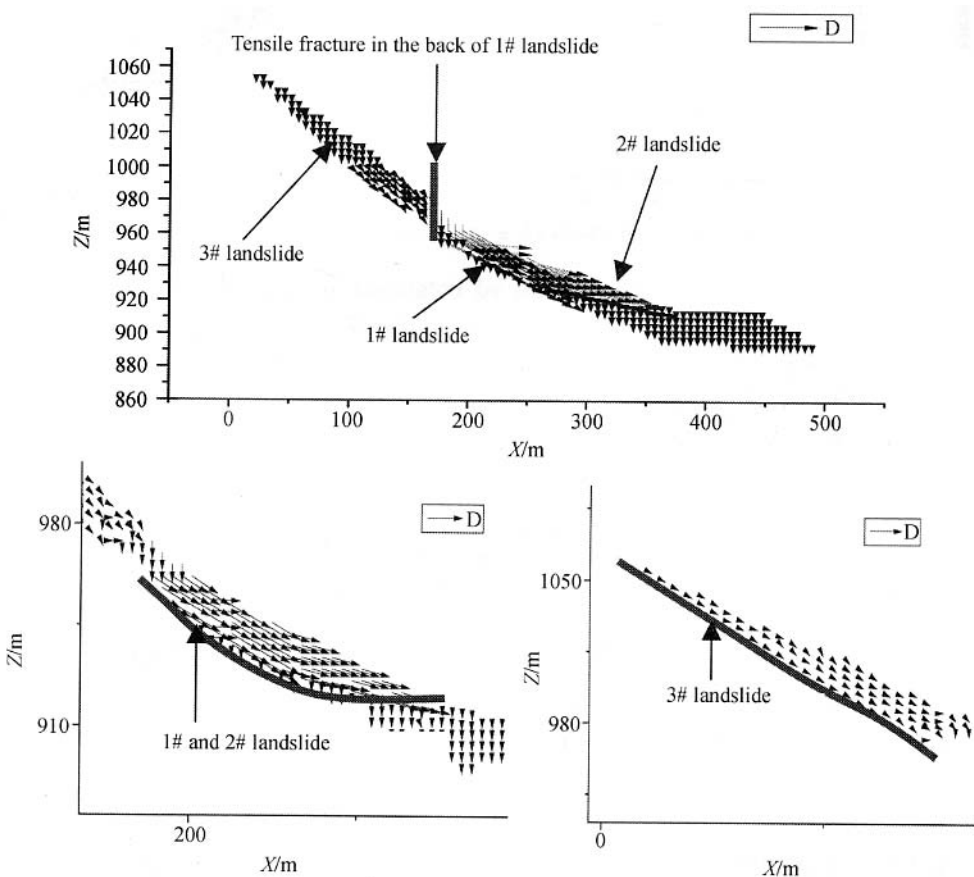 D
Tensile fracture in the back of 1# landslide
2# landslide
3# landslide
1# landslide
Z/m
1060
1040
1020
1000
980
960
940
920
900
880
860
0
100
200
300
400
500
X/m
D
980
910
Z/m
1# and 2# landslide
200
X/m
D
1050
980
Z/m
3# landslide
0
X/m